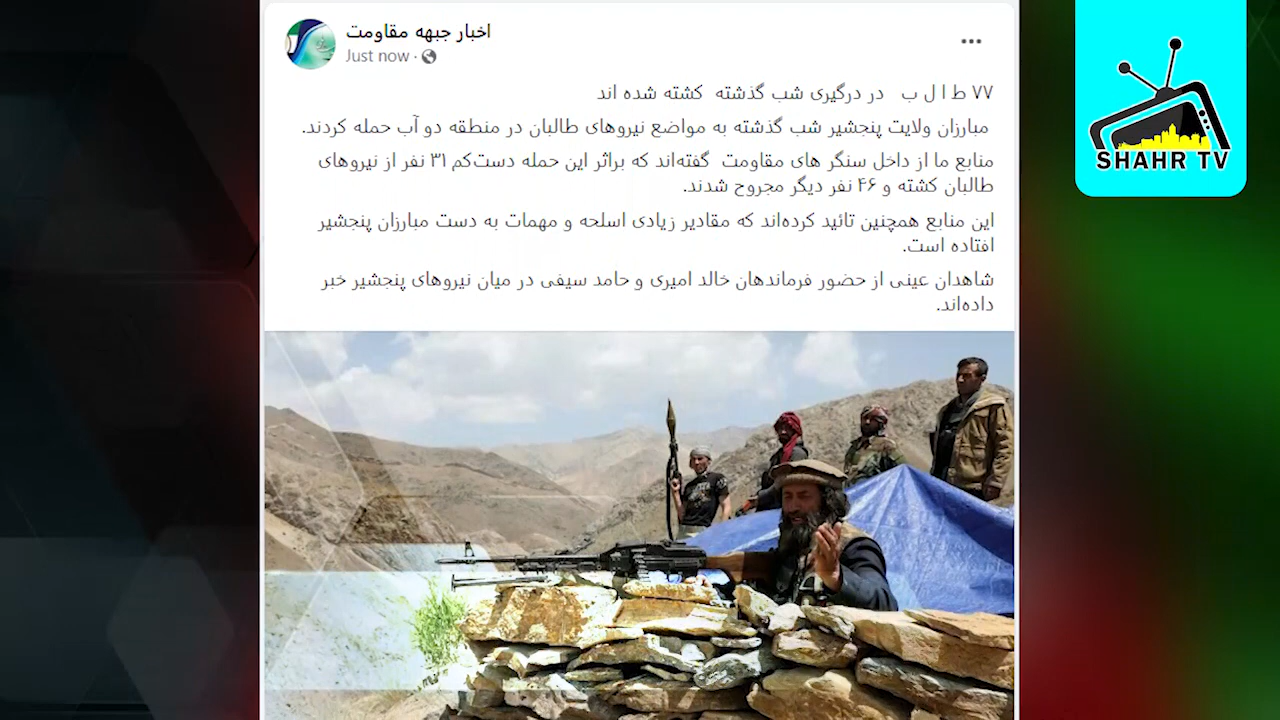 اخبار جبهه مقاومت
Just now ·
۷۷ ط ا ل ب در درگیری شب گذشته کشته شده اند
مبارزان ولایت پنجشیر شب گذشته به مواضع نیروهای طالبان در منطقه دو آب حمله کردند.
منابع ما از داخل سنگر های مقاومت گفته‌اند که براثر این حمله دست‌کم ۳۱ نفر از نیروهای
طالبان کشته و ۴۶ نفر دیگر مجروح شدند.
این منابع همچنین تائید کرده‌اند که مقادیر زیادی اسلحه و مهمات به دست مبارزان پنجشیر
افتاده است.
شاهدان عینی از حضور فرماندهان خالد امیری و حامد سیفی در میان نیروهای پنجشیر خبر
داده‌اند.
SHAHR TV